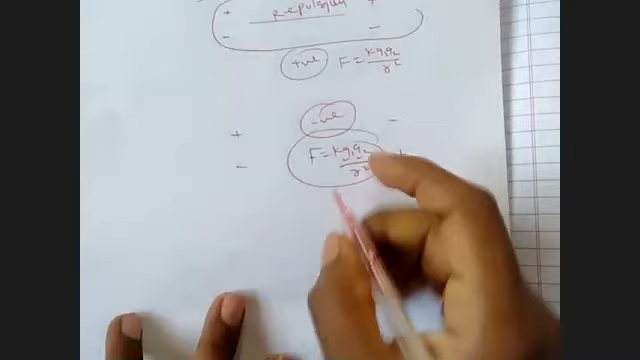 + Repulsion +
- -
+ve F = kq₁q₂/r²
-ve
+ -
F = kq₁q₂/r²
- +